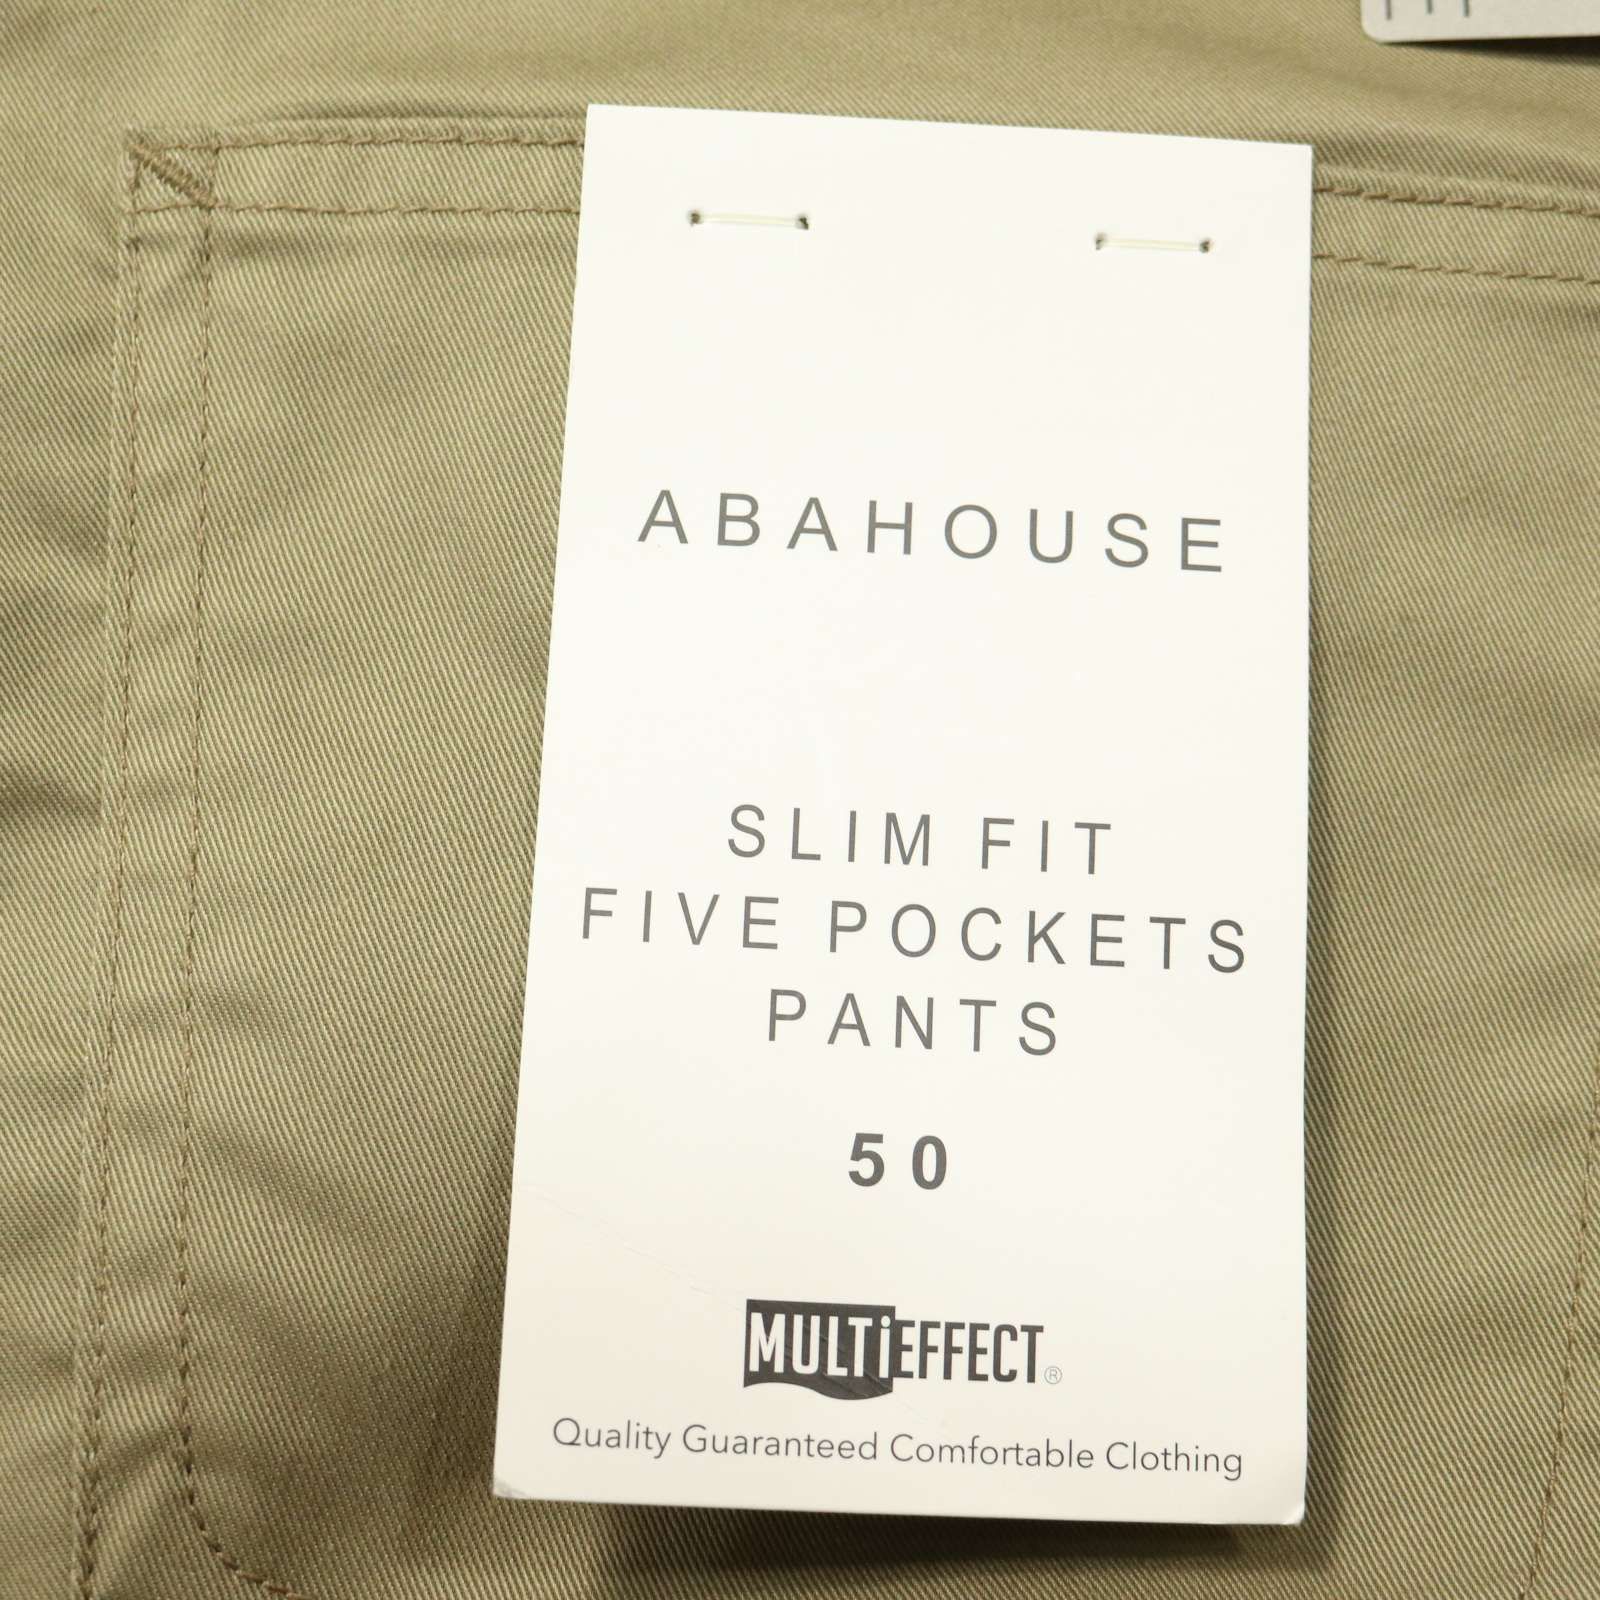 ABAHOUSE
SLIM FIT
FIVE POCKETS
PANTS
50
MULTiEFFECT®
Quality Guaranteed Comfortable Clothing